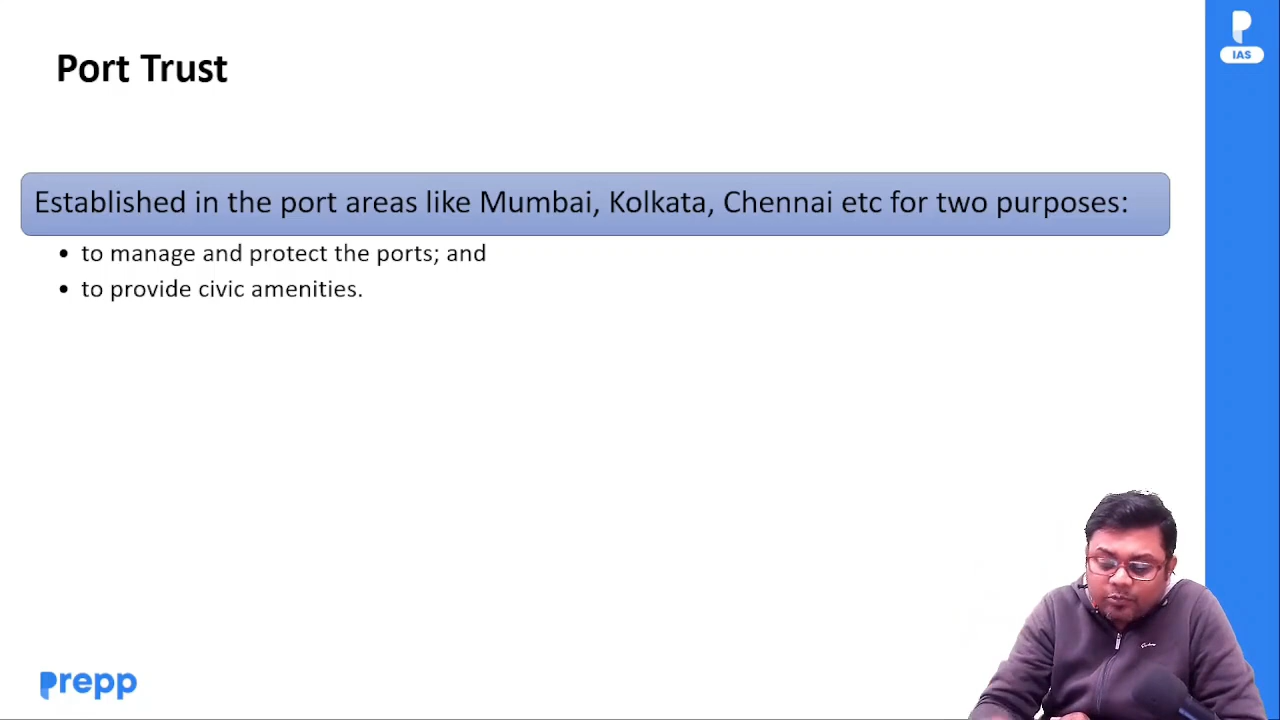 Port Trust
IAS
Established in the port areas like Mumbai, Kolkata, Chennai etc for two purposes:
• to manage and protect the ports; and
• to provide civic amenities.
prepp